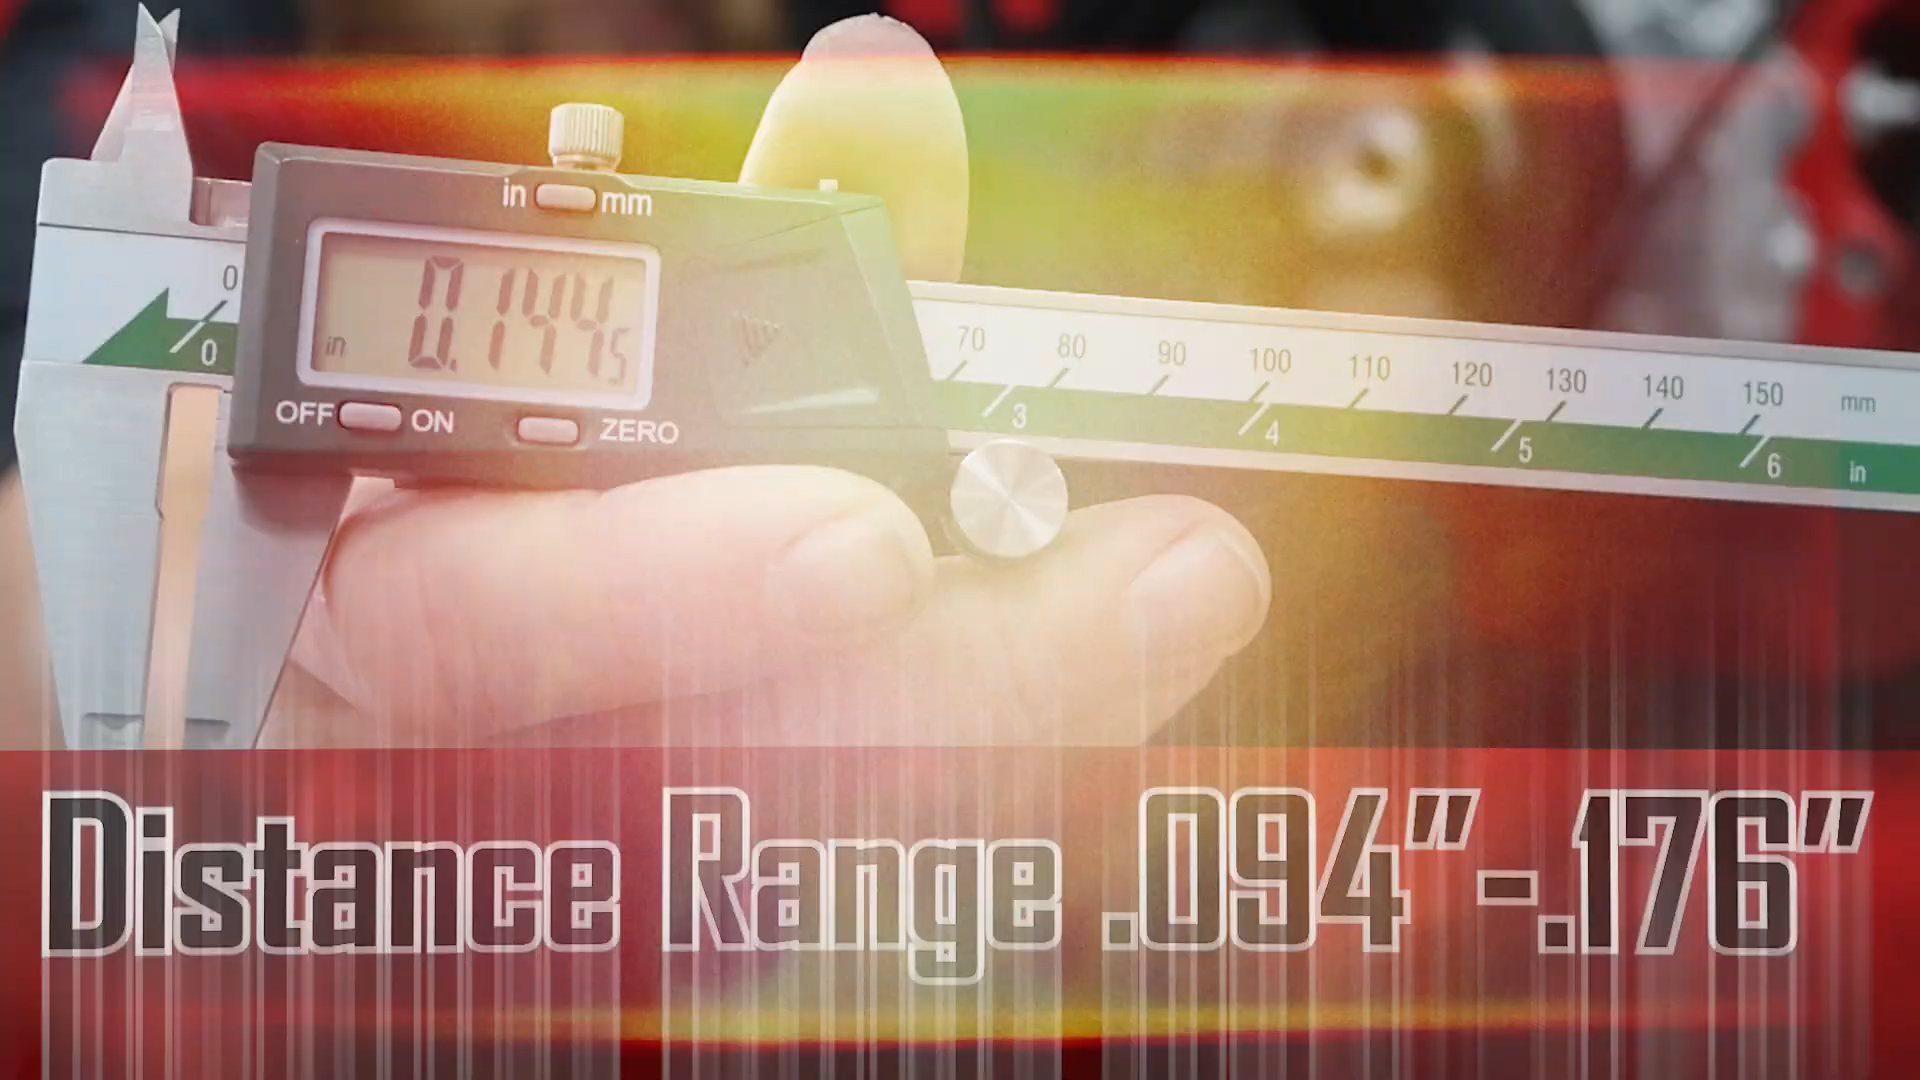 in mm
0
in 0.1445
0
OFF ON ZERO
70 80 90 100 110 120 130 140 150 mm
3 4 5 6 in
Distance Range .094"-.176"